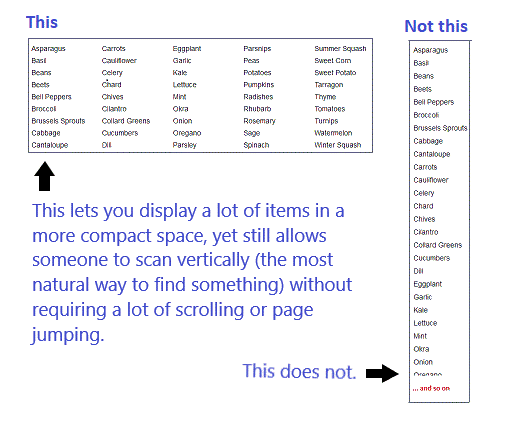 This
Asparagus Carrots Eggplant Parsnips Summer Squash
Basil Cauliflower Garlic Peas Sweet Corn
Beans Celery Kale Potatoes Sweet Potato
Beets Chard Lettuce Pumpkins Tarragon
Bell Peppers Chives Mint Radishes Thyme
Broccoli Cilantro Okra Rhubarb Tomatoes
Brussels Sprouts Collard Greens Onion Rosemary Turnips
Cabbage Cucumbers Oregano Sage Watermelon
Cantaloupe Dill Parsley Spinach Winter Squash
This lets you display a lot of items in a
more compact space, yet still allows
someone to scan vertically (the most
natural way to find something) without
requiring a lot of scrolling or page
jumping.
This does not.
Not this
Asparagus
Basil
Beans
Beets
Bell Peppers
Broccoli
Brussels Sprouts
Cabbage
Cantaloupe
Carrots
Cauliflower
Celery
Chard
Chives
Cilantro
Collard Greens
Cucumbers
Dill
Eggplant
Garlic
Kale
Lettuce
Mint
Okra
Onion
Oregano
... and so on